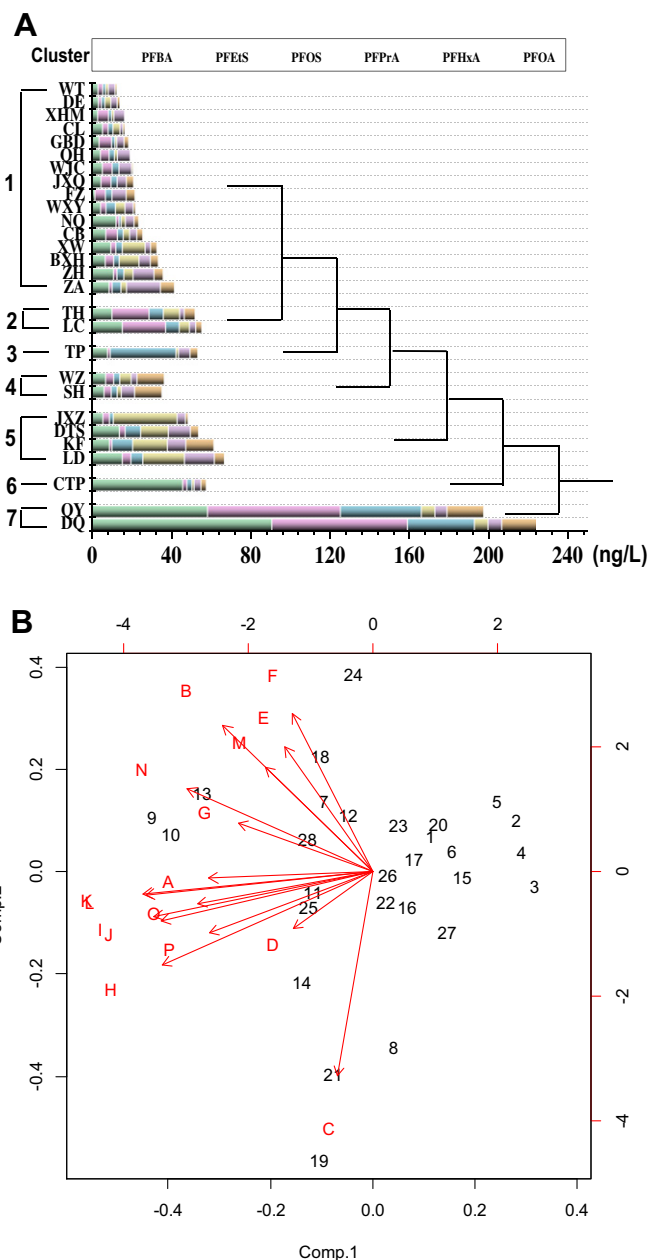 A
Cluster PFBA PFEtS PFOS PFPrA PFHxA PFOA
WT
DE
XHM
CL
GBD
QH
WJC
1 JXQ
FZ
WXY
NQ
CB
XW
BXH
ZH
ZA
TH
2
LC
3 TP
WZ
4
SH
JXZ
DTS
5
KF
LD
6 CTP
QY
7
DQ
0 40 80 120 160 200 240 (ng/L)
B
-4 -2 0 2
0.4 F 24
B
E
M 18 2
N
0.2
13 7 5
G 12
9 10 23 20 2
28 1
17 6 4
0.0 A 26 15 0
K L 11 3
O 25 22 16
I J
P D 27
H 14
-0.2 -2
8
-0.4 21
C -4
19
-0.4 -0.2 0.0 0.2 0.4
Comp.1